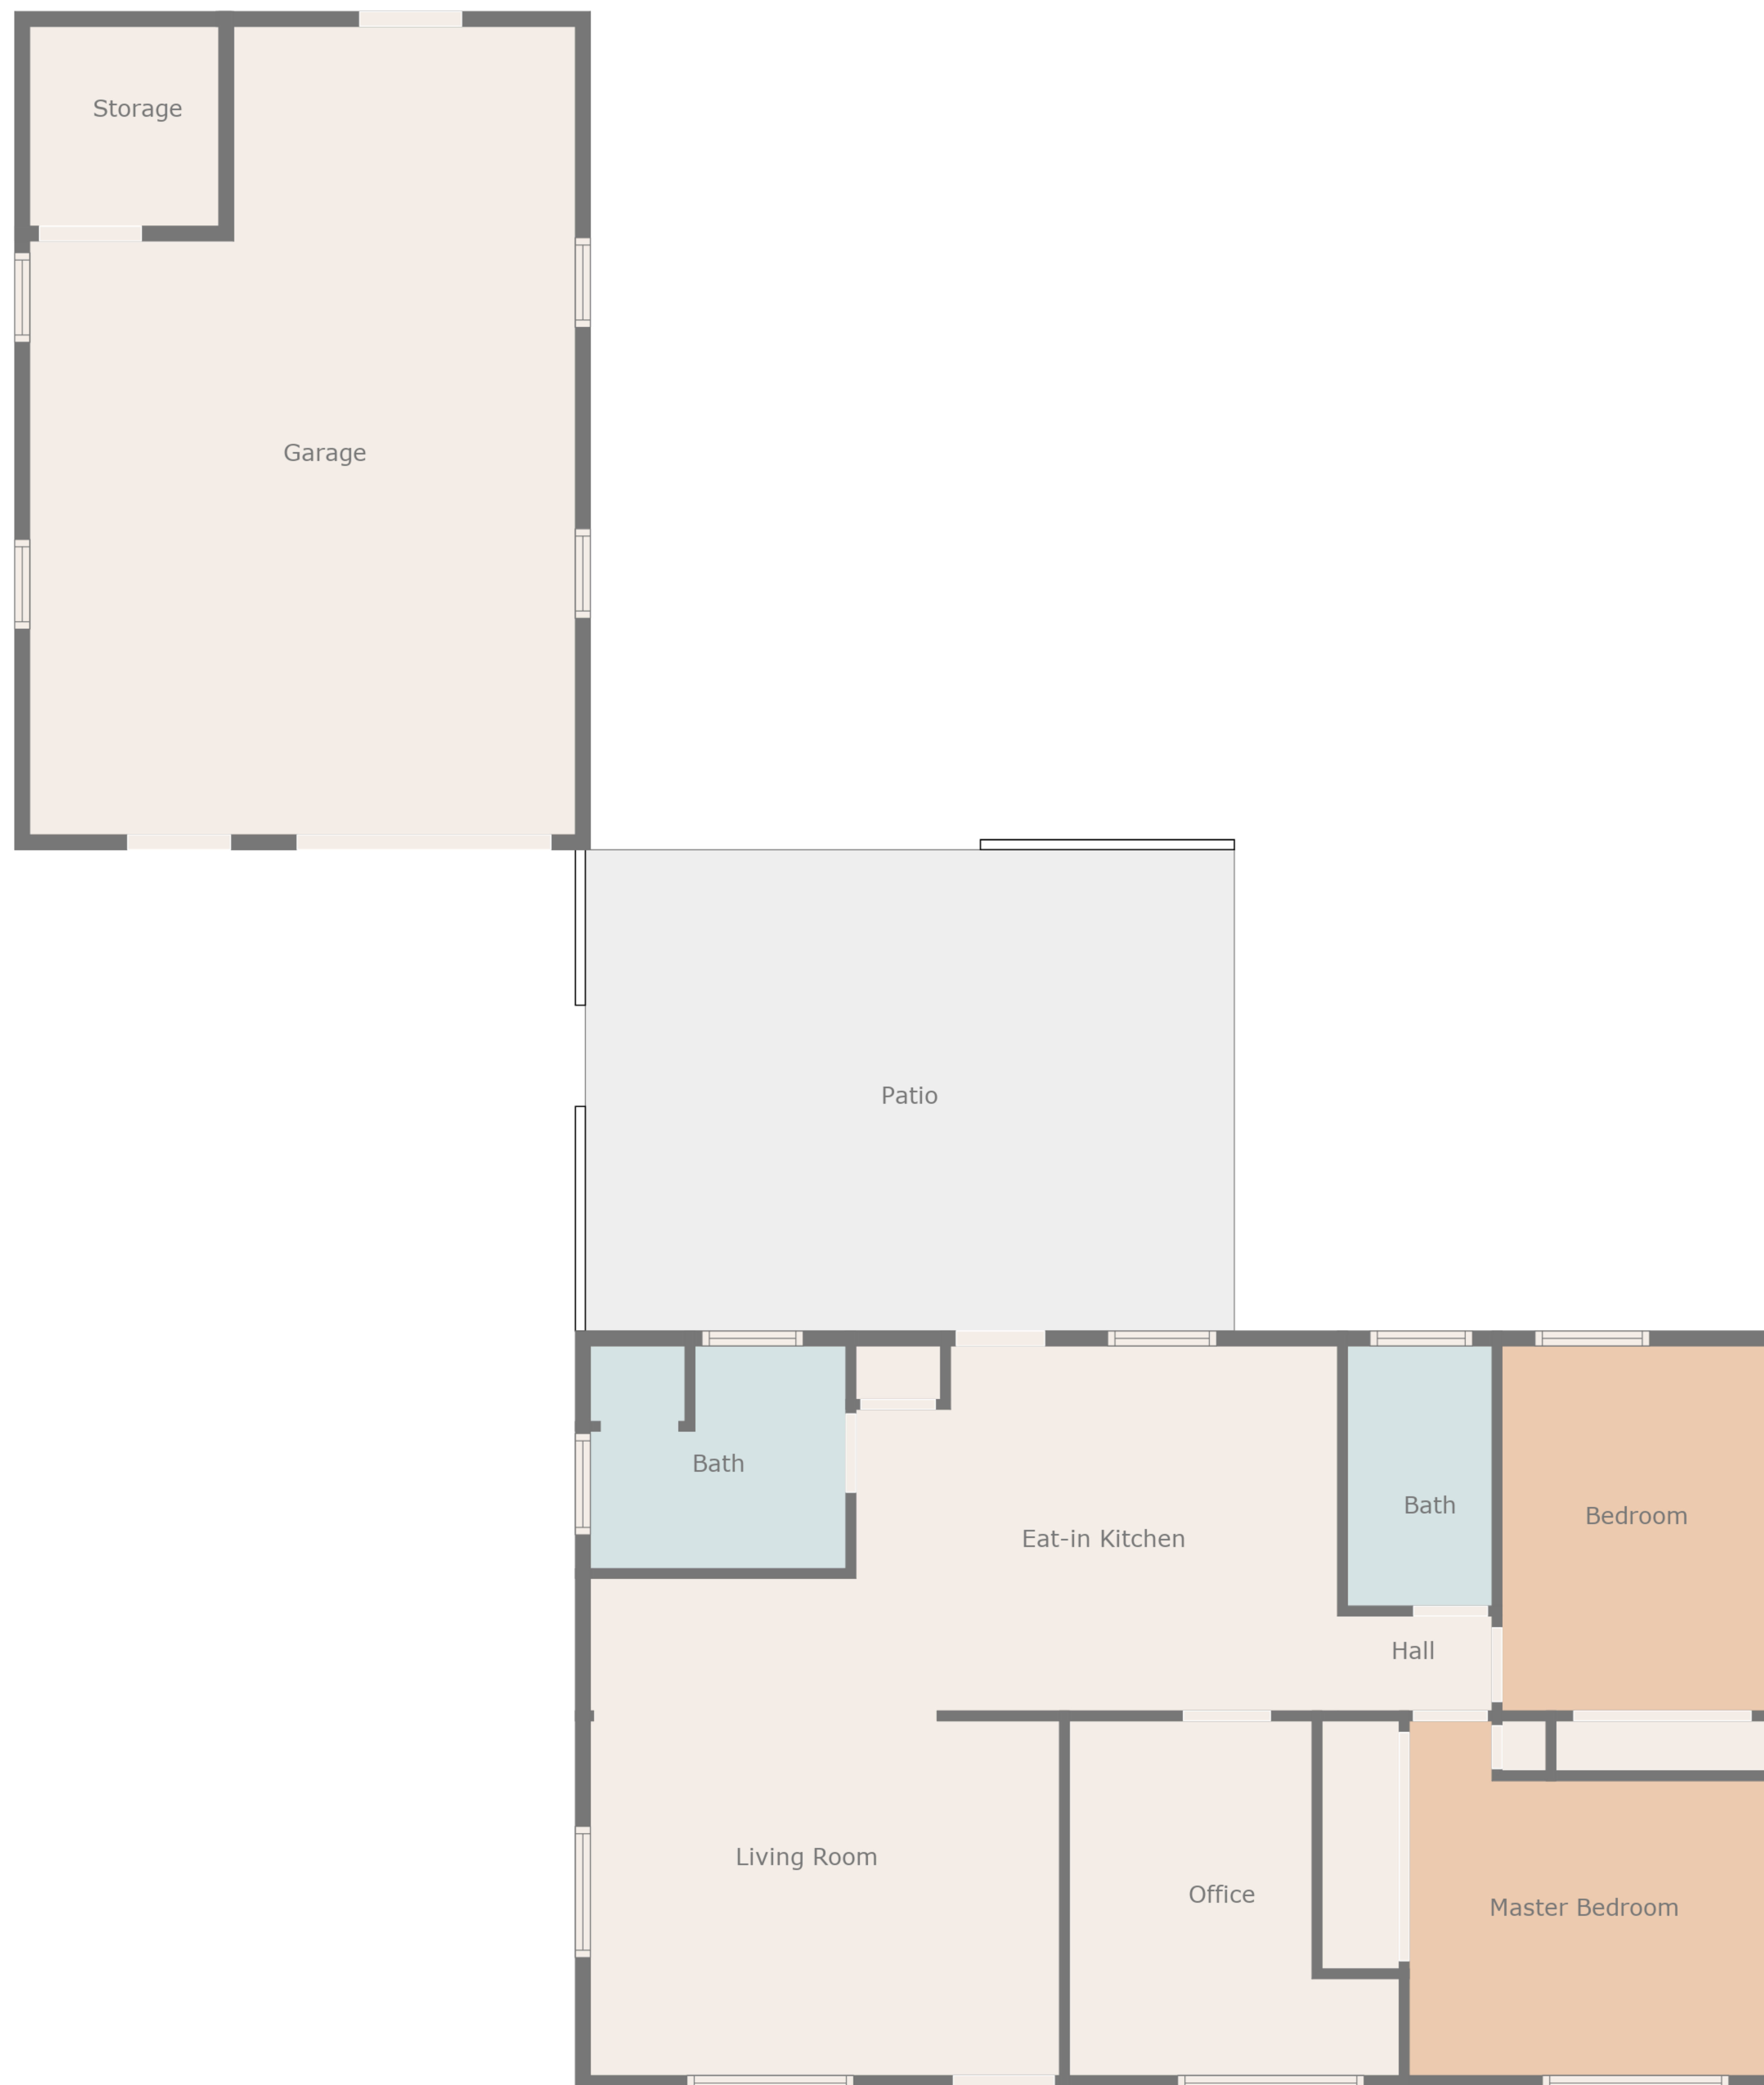 Storage
Garage
Patio
Bath
Eat-in Kitchen
Bath
Bedroom
Hall
Living Room
Office
Master Bedroom